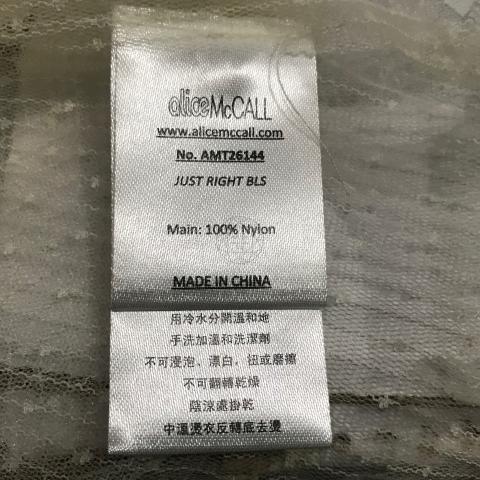 alice McCALL
www.alicemccall.com
No. AMT26144
JUST RIGHT BLS
Main: 100% Nylon
MADE IN CHINA
用冷水分開溫和地
手洗加溫和洗潔劑
不可浸泡、漂白、扭或磨擦
不可翻轉乾燥
陰涼處掛乾
中溫燙衣反轉底去燙